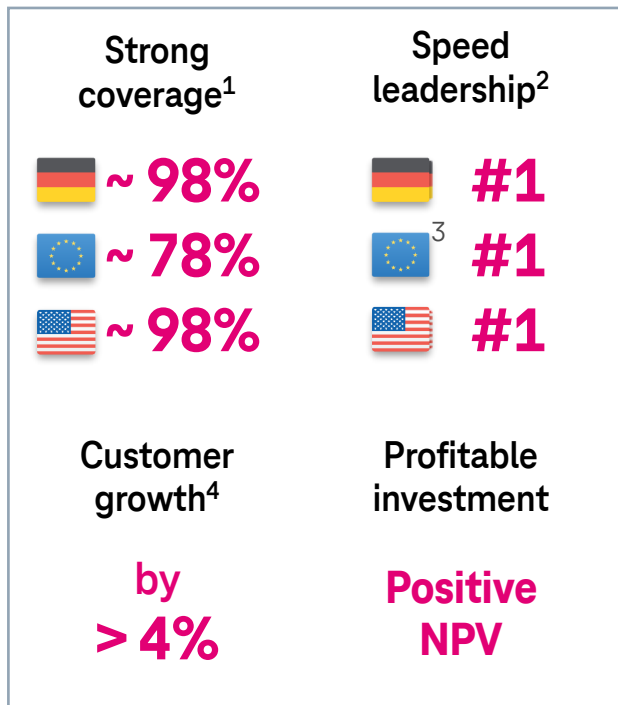 Strong
coverage¹
~ 98%
~ 78%
~ 98%
Speed
leadership²
#1
3 #1
#1
Customer
growth⁴
by
> 4%
Profitable
investment
Positive
NPV